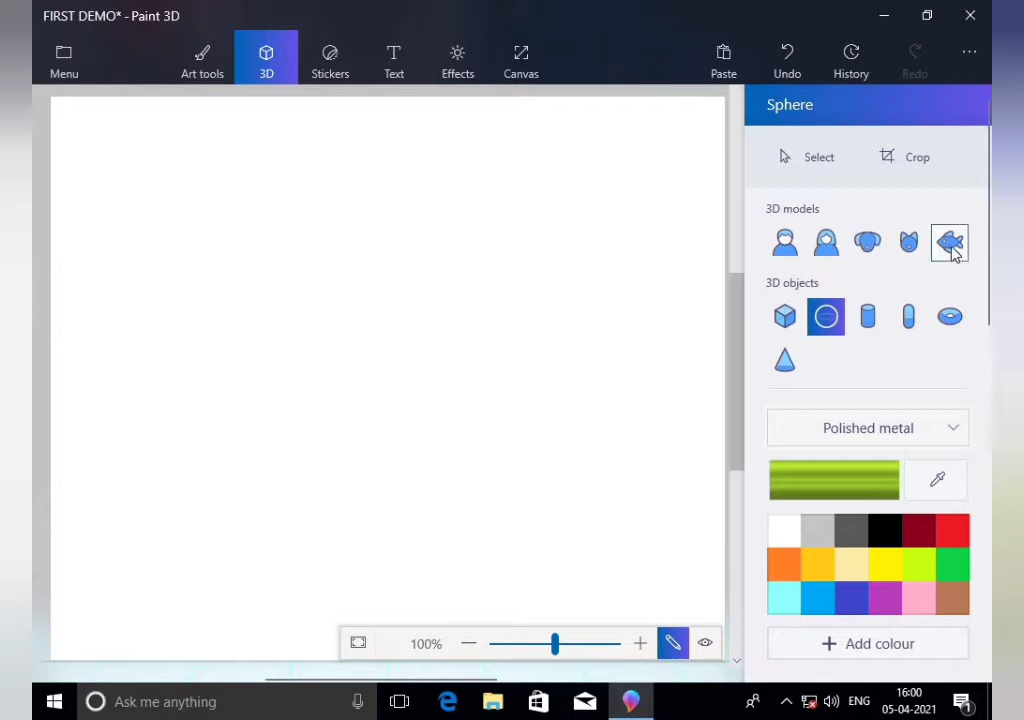 FIRST DEMO* - Paint 3D
Menu
Art tools
3D
Stickers
Text
Effects
Canvas
Paste
Undo
History
Redo
Sphere
Select
Crop
3D models
3D objects
Polished metal
Add colour
100%
Ask me anything
ENG
16:00
05-04-2021
1